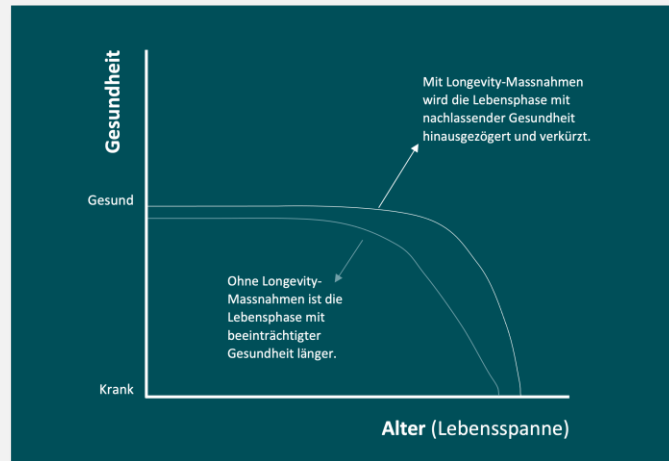 Gesundheit
Mit Longevity-Massnahmen
wird die Lebensphase mit
nachlassender Gesundheit
hinausgezögert und verkürzt.
Gesund
Ohne Longevity-
Massnahmen ist die
Lebensphase mit
beeinträchtigter
Gesundheit länger.
Krank
Alter (Lebensspanne)